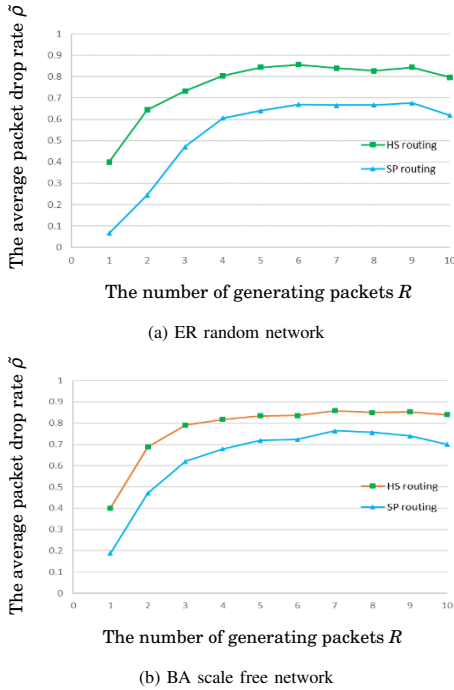 The average packet drop rate ρ̃
1
0.9
0.8
0.7
0.6
0.5
0.4
0.3
0.2
0.1
0
HS routing
SP routing
0 1 2 3 4 5 6 7 8 9 10
The number of generating packets R
(a) ER random network
The average packet drop rate ρ̃
1
0.9
0.8
0.7
0.6
0.5
0.4
0.3
0.2
0.1
0
HS routing
SP routing
0 1 2 3 4 5 6 7 8 9 10
The number of generating packets R
(b) BA scale free network